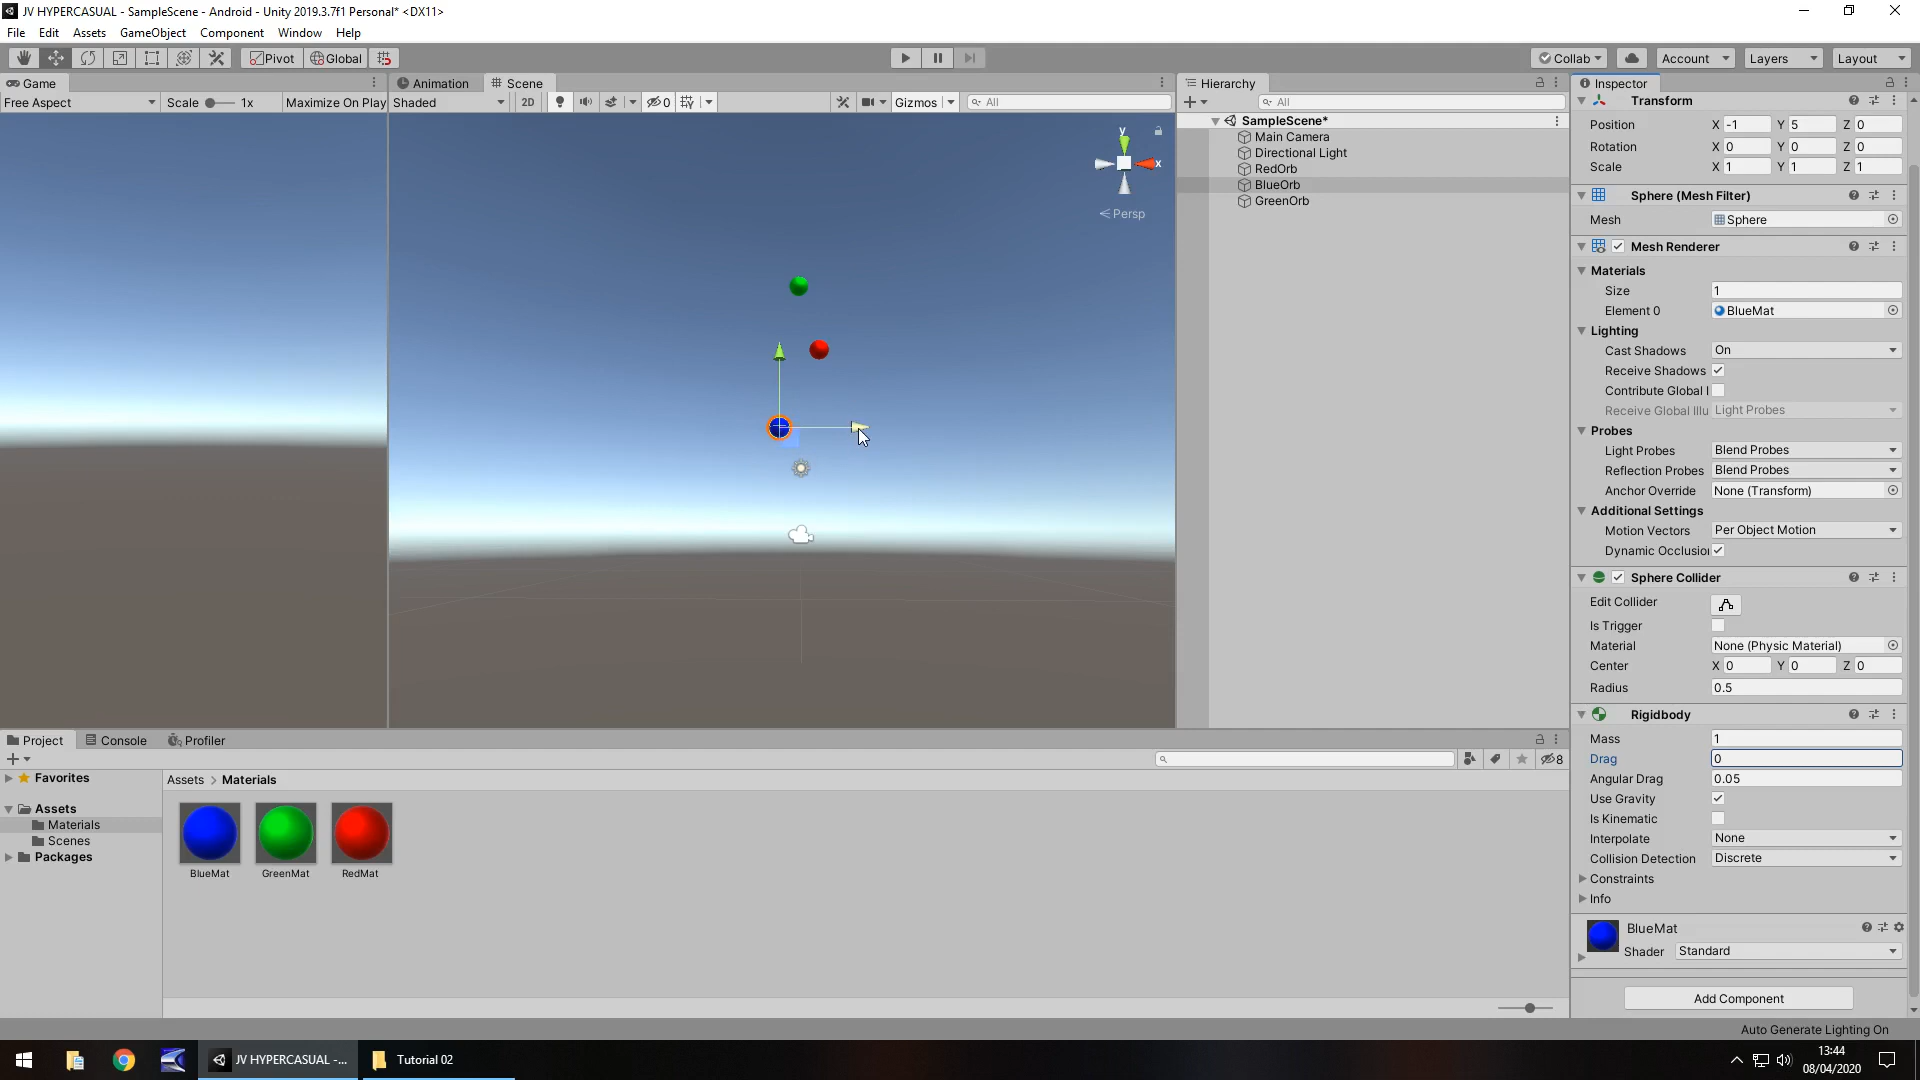 JV HYPERCASUAL - SampleScene - Android - Unity 2019.3.7f1 Personal* <DX11>
File Edit Assets GameObject Component Window Help
Pivot Global Collab Account Layers Layout
Game Animation Scene Hierarchy Inspector
Free Aspect Scale 1x Maximize On Play Shaded 2D 0 Gizmos All All
SampleScene*
Main Camera
Directional Light
RedOrb
BlueOrb
GreenOrb
y
x
Persp
Transform
Position X -1 Y 5 Z 0
Rotation X 0 Y 0 Z 0
Scale X 1 Y 1 Z 1
Sphere (Mesh Filter)
Mesh Sphere
Mesh Renderer
Materials
Size 1
Element 0 BlueMat
Lighting
Cast Shadows On
Receive Shadows
Contribute Global I
Receive Global Illu Light Probes
Probes
Light Probes Blend Probes
Reflection Probes Blend Probes
Anchor Override None (Transform)
Additional Settings
Motion Vectors Per Object Motion
Dynamic Occlusion
Sphere Collider
Edit Collider
Is Trigger
Material None (Physic Material)
Center X 0 Y 0 Z 0
Radius 0.5
Rigidbody
Mass 1
Drag 0
Angular Drag 0.05
Use Gravity
Is Kinematic
Interpolate None
Collision Detection Discrete
Constraints
Info
BlueMat
Shader Standard
Add Component
Project Console Profiler
8
Favorites
Assets
Materials
Scenes
Packages
Assets > Materials
BlueMat GreenMat RedMat
Auto Generate Lighting On
JV HYPERCASUAL -... Tutorial 02
13:44
08/04/2020